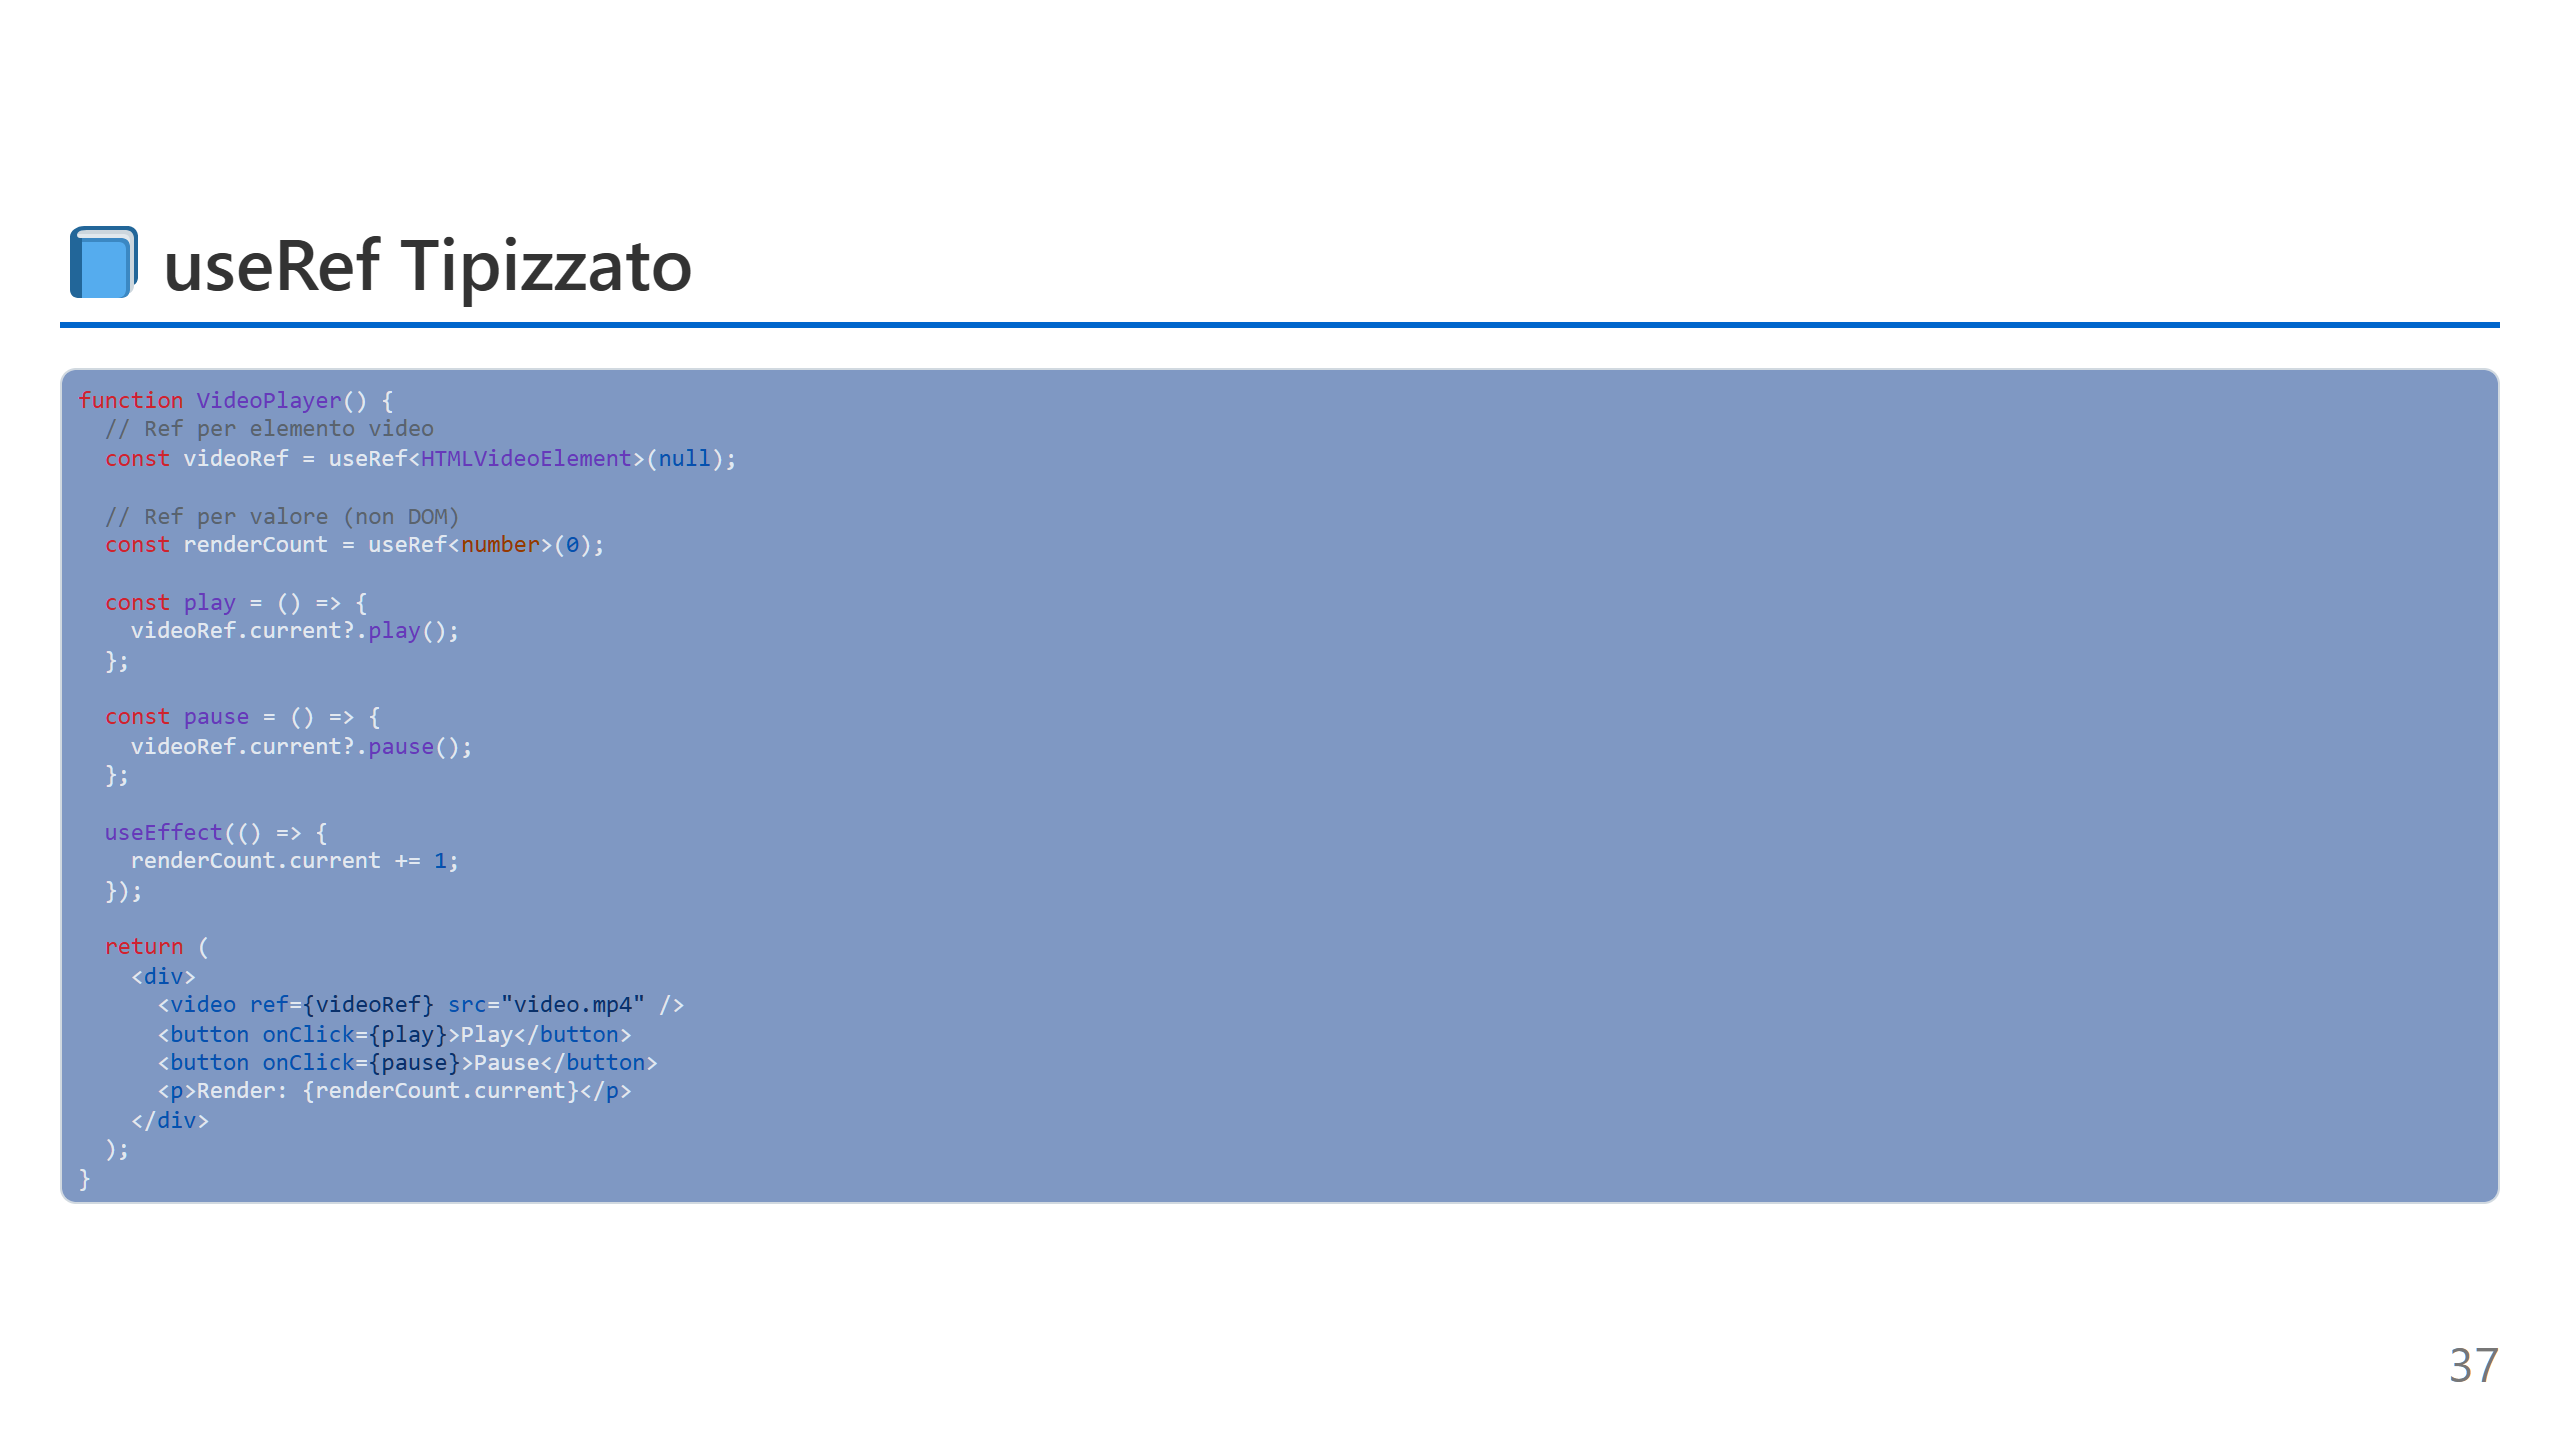 useRef Tipizzato
function VideoPlayer() {
  // Ref per elemento video
  const videoRef = useRef<HTMLVideoElement>(null);

  // Ref per valore (non DOM)
  const renderCount = useRef<number>(0);

  const play = () => {
    videoRef.current?.play();
  };

  const pause = () => {
    videoRef.current?.pause();
  };

  useEffect(() => {
    renderCount.current += 1;
  });

  return (
    <div>
      <video ref={videoRef} src="video.mp4" />
      <button onClick={play}>Play</button>
      <button onClick={pause}>Pause</button>
      <p>Render: {renderCount.current}</p>
    </div>
  );
}
37